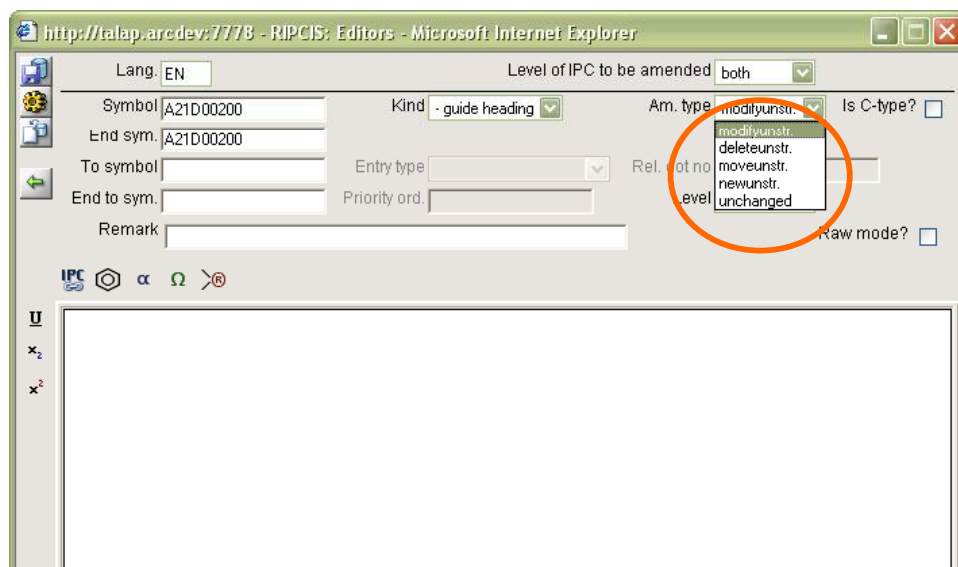 http://talap.arcdev:7778 - RIPCIS: Editors - Microsoft Internet Explorer
Lang. EN Level of IPC to be amended both
Symbol A21D00200 Kind - guide heading Am. type modifyunstr. Is C-type?
End sym. A21D00200 modifyunstr.
deleteunstr.
To symbol Entry type Rel. dot no moveunstr.
newunstr.
End to sym. Priority ord. Level unchanged
Remark Raw mode?
IPC α Ω ®
U
x₂
x²